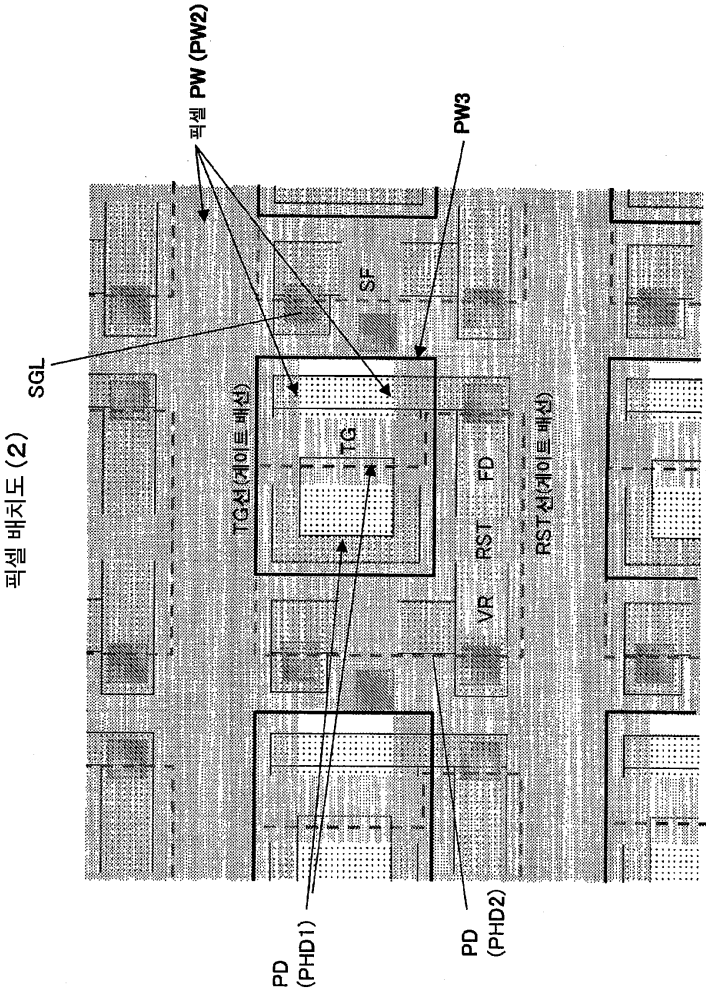 픽셀 배치도 (2)
SGL
픽셀 PW (PW2)
TG선(게이트 배선)
SF
PW3
TG
VR
RST
FD
RST선(게이트 배선)
PD
(PHD1)
PD
(PHD2)